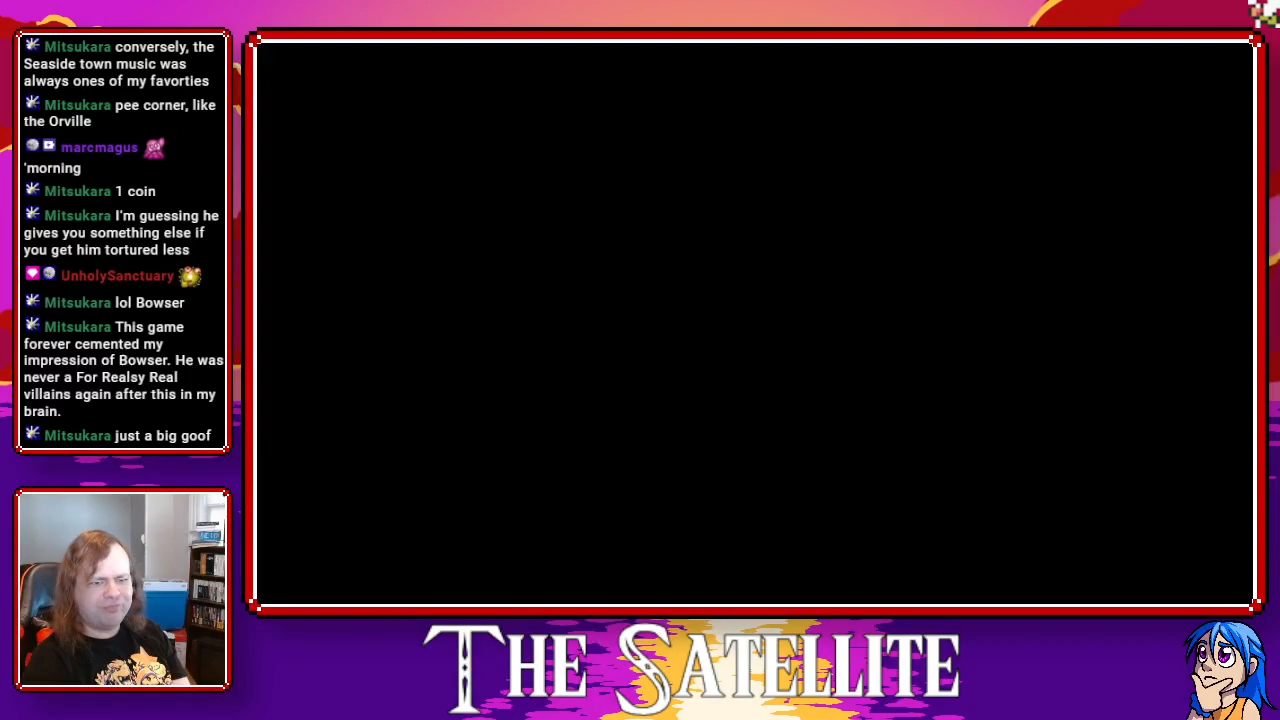 Mitsukara conversely, the
Seaside town music was
always ones of my favorties
Mitsukara pee corner, like
the Orville
marcmagus
'morning
Mitsukara 1 coin
Mitsukara I'm guessing he
gives you something else if
you get him tortured less
UnholySanctuary
Mitsukara lol Bowser
Mitsukara This game
forever cemented my
impression of Bowser. He was
never a For Realsy Real
villains again after this in my
brain.
Mitsukara just a big goof
THE SATELLITE